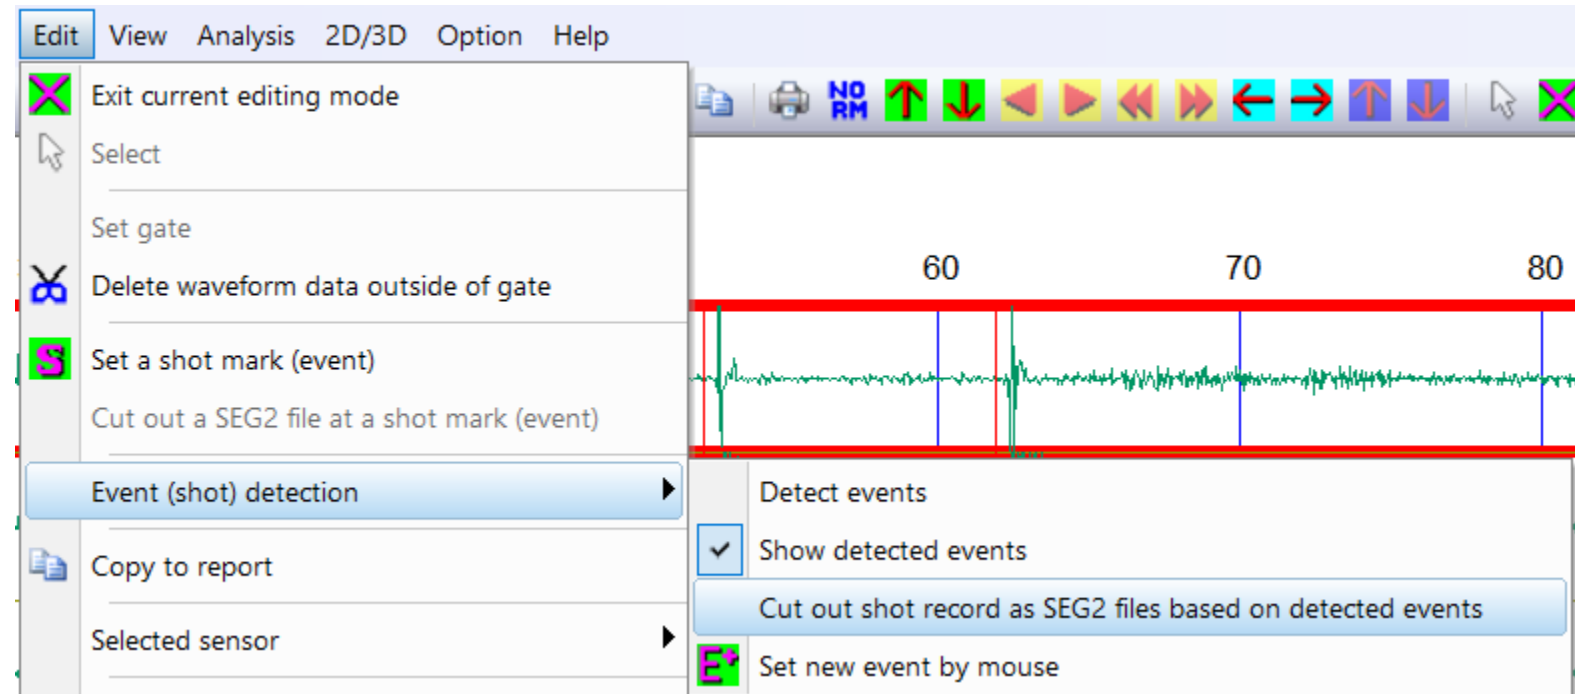 Edit View Analysis 2D/3D Option Help
Exit current editing mode
NO
RM
Select
Set gate
60 70 80
Delete waveform data outside of gate
S Set a shot mark (event)
Cut out a SEG2 file at a shot mark (event)
Event (shot) detection
Detect events
Show detected events
Copy to report
Cut out shot record as SEG2 files based on detected events
Selected sensor
E+ Set new event by mouse